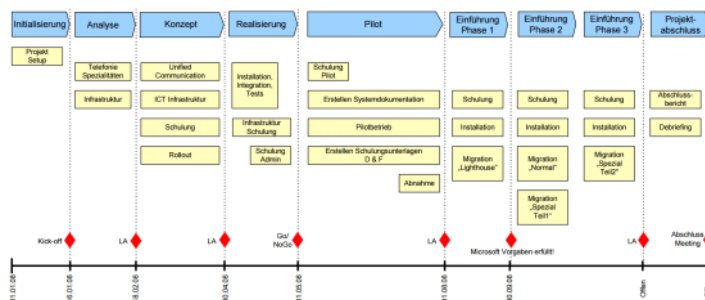 Initialisierung
Analyse
Konzept
Realisierung
Pilot
Einführung
Phase 1
Einführung
Phase 2
Einführung
Phase 3
Projekt-
abschluss
Projekt
Setup
Telefonie
Spezialitäten
Infrastruktur
Unified
Communication
ICT Infrastruktur
Schulung
Rollout
Installation,
Integration,
Tests
Infrastruktur
Schulung
Schulung
Admin
Schulung
Pilot
Erstellen Systemdokumentation
Pilotbetrieb
Erstellen Schulungsunterlagen
D & F
Abnahme
Schulung
Installation
Migration
„Lighthouse“
Schulung
Installation
Migration
„Normal“
Migration
„Spezial
Teil1“
Schulung
Installation
Migration
„Spezial
Teil2“
Abschluss-
bericht
Debriefing
Kick-off
LA
LA
Go/
NoGo
LA
Microsoft Vorgaben erfüllt!
LA
Abschluss
Meeting
Offen